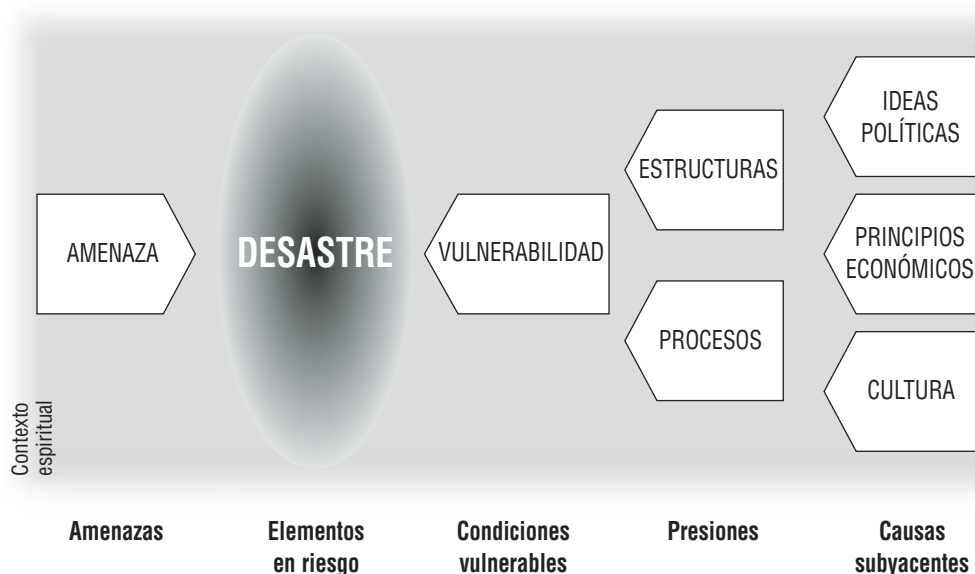 IDEAS
POLÍTICAS
ESTRUCTURAS
AMENAZA
DESASTRE
VULNERABILIDAD
PRINCIPIOS
ECONÓMICOS
PROCESOS
CULTURA
Contexto
espiritual
Amenazas
Elementos
en riesgo
Condiciones
vulnerables
Presiones
Causas
subyacentes